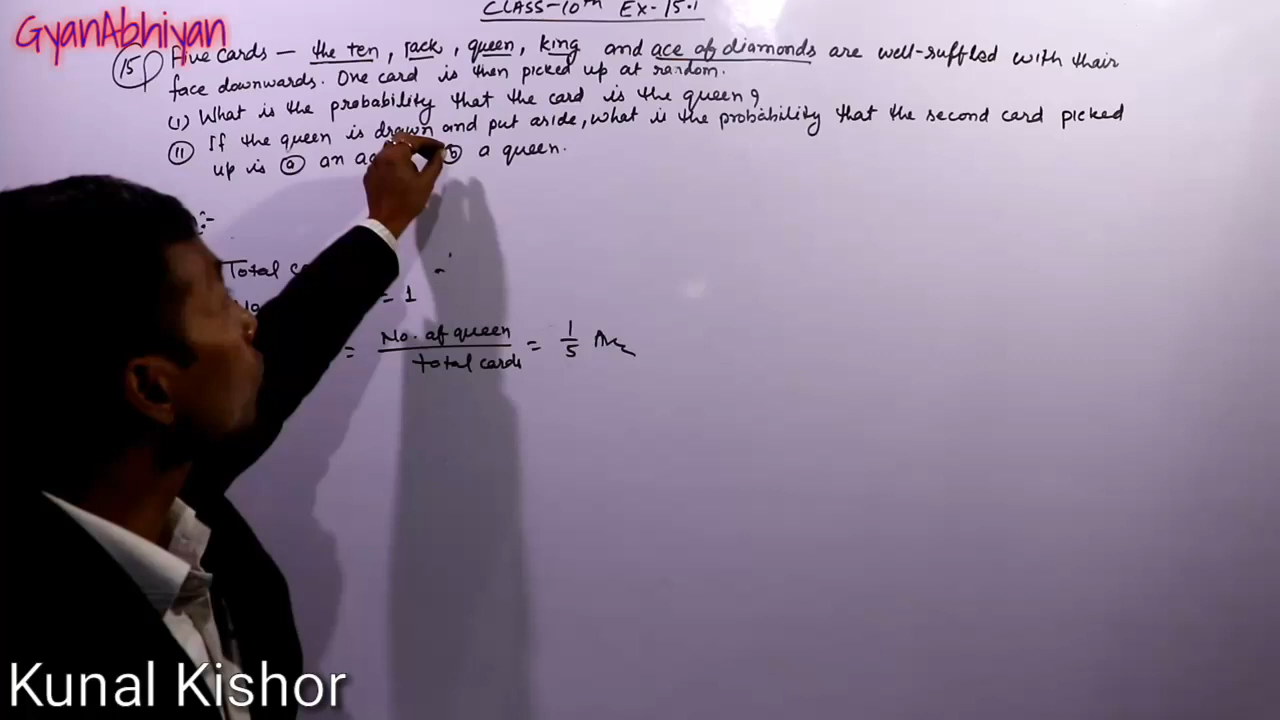 CLASS-10th Ex-15.1
GyanAbhiyan
15 Five cards — the ten, jack, queen, king and ace of diamonds are well-suffled with thair
face downwards. One card is then picked up at random.
(i) What is the probability that the card is the queen?
(ii) If the queen is drawn and put aside, what is the probability that the second card picked
up is (a) an (b) a queen.
Total
= 1
= No. of queen / total cards = 1/5 Ans
Kunal Kishor